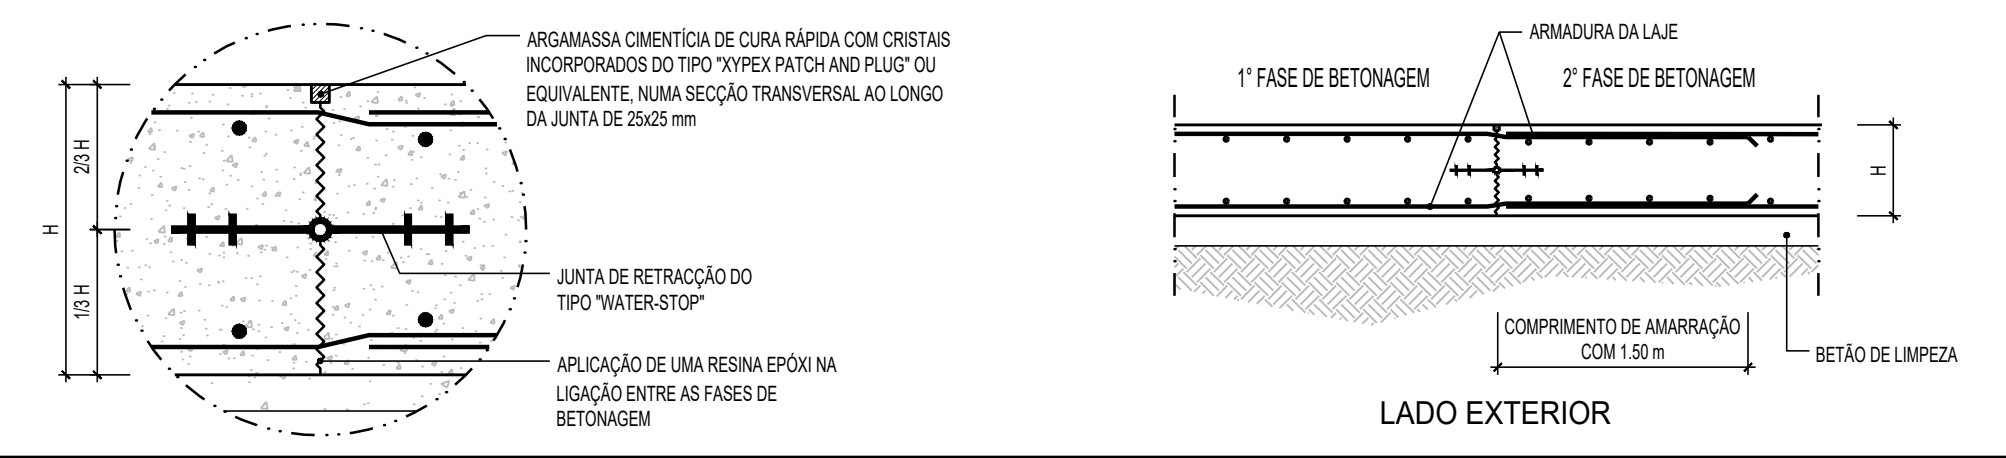 ARGAMASSA CIMENTÍCIA DE CURA RÁPIDA COM CRISTAIS
INCORPORADOS DO TIPO "XYPEX PATCH AND PLUG" OU
EQUIVALENTE, NUMA SECÇÃO TRANSVERSAL AO LONGO
DA JUNTA DE 25x25 mm
H
2/3 H
1/3 H
JUNTA DE RETRACÇÃO DO
TIPO "WATER-STOP"
APLICAÇÃO DE UMA RESINA EPÓXI NA
LIGAÇÃO ENTRE AS FASES DE
BETONAGEM
ARMADURA DA LAJE
1° FASE DE BETONAGEM
2° FASE DE BETONAGEM
H
COMPRIMENTO DE AMARRAÇÃO
COM 1.50 m
BETÃO DE LIMPEZA
LADO EXTERIOR